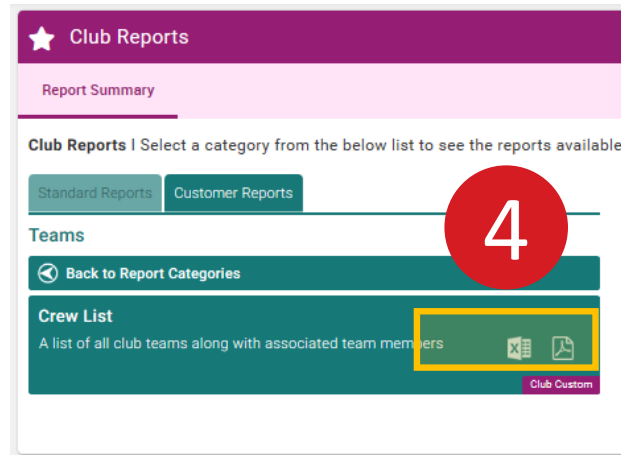 Club Reports
Report Summary
Club Reports I Select a category from the below list to see the reports available
Standard Reports Customer Reports
4
Teams
Back to Report Categories
Crew List
A list of all club teams along with associated team members
Club Custom